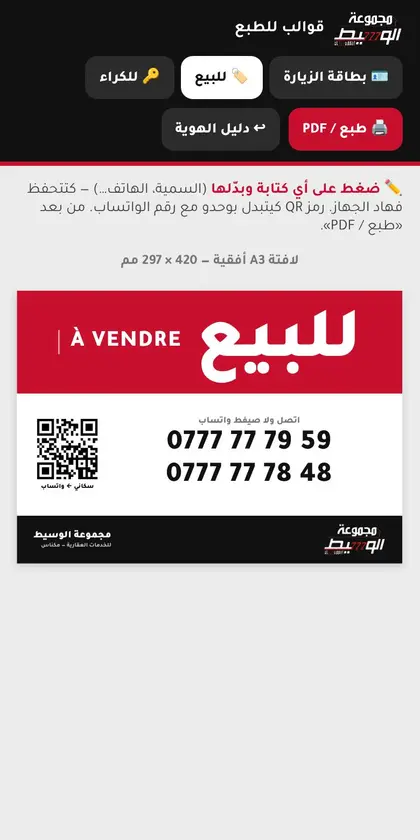 مجموعة
الوسيط
777
قوالب للطبع
🪪 بطاقة الزيارة
🏷️ للبيع
🔑 للكراء
🖨️ طبع / PDF
↩ دليل الهوية
✏️ ضغط على أي كتابة وبدّلها (السمية، الهاتف…) — كتتحفظ
فهاد الجهاز. رمز QR كيتبدل بوحدو مع رقم الواتساب. من بعد
«طبع / PDF».
لافتة A3 أفقية — 420 × 297 مم
للبيع
À VENDRE
اتصل ولا صيفط واتساب
0777 77 79 59
0777 77 78 48
سكاني ← واتساب
مجموعة الوسيط
للخدمات العقارية — مكناس
مجموعة
الوسيط
777